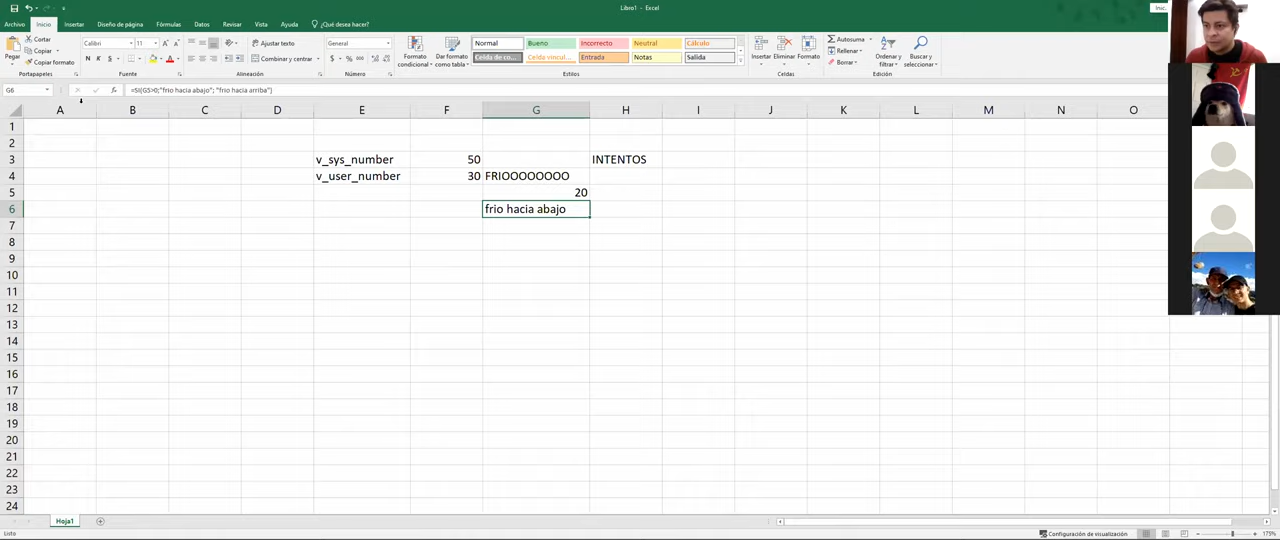 Libro1 - Excel
Inic.
Archivo Inicio Insertar Diseño de página Fórmulas Datos Revisar Vista Ayuda ¿Qué desea hacer?
Cortar
Copiar
Copiar formato
Pegar
Portapapeles
Calibri 11
N K S
Fuente
Ajustar texto
Combinar y centrar
Alineación
General
$ % 000
Número
Formato condicional
Dar formato como tabla
Normal Bueno Incorrecto Neutral Cálculo
Celda de co... Celda vincul... Entrada Notas Salida
Estilos
Insertar Eliminar Formato
Celdas
Autosuma
Rellenar
Borrar
Ordenar y filtrar
Buscar y seleccionar
Edición
G6 fx =SI(G5>0;"frio hacia abajo"; "frio hacia arriba")
A B C D E F G H I J K L M N O
1
2
3 v_sys_number 50 INTENTOS
4 v_user_number 30 FRIOOOOOOOO
5 20
6 frio hacia abajo
7
8
9
10
11
12
13
14
15
16
17
18
19
20
21
22
23
24
Hoja1
Listo
Configuración de visualización
175%